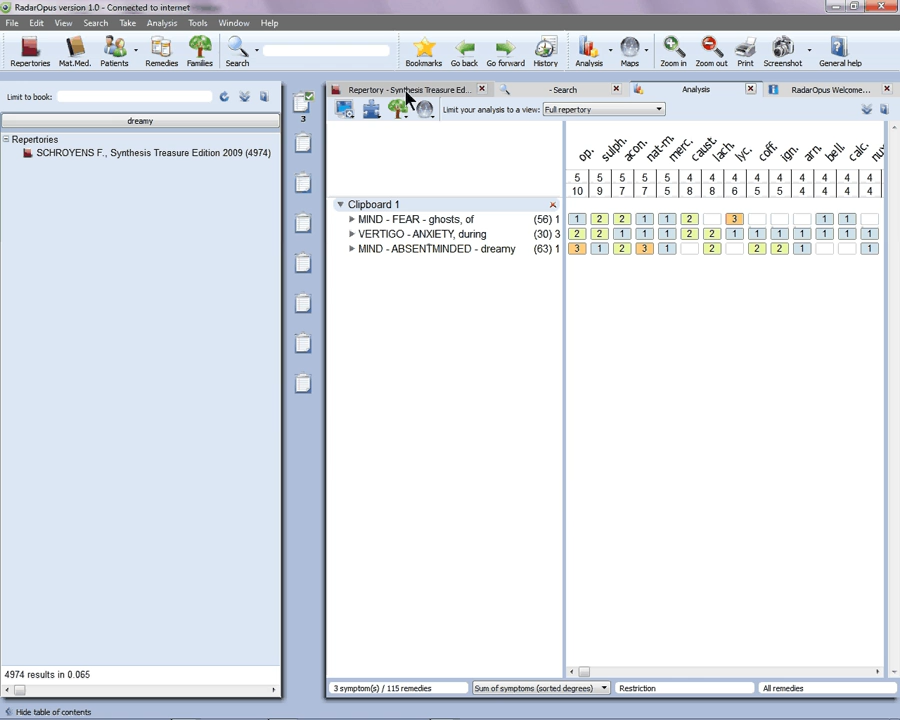 RadarOpus version 1.0 - Connected to internet
File Edit View Search Take Analysis Tools Window Help
Repertories Mat.Med. Patients Remedies Families Search Bookmarks Go back Go forward History Analysis Maps Zoom in Zoom out Print Screenshot General help
Limit to book:
dreamy
Repertories
SCHROYENS F., Synthesis Treasure Edition 2009 (4974)
4974 results in 0.065
Hide table of contents
3
Repertory - Synthesis Treasure Ed... - Search Analysis RadarOpus Welcome...
Limit your analysis to a view: Full repertory
op. sulph. acon. nat-m. merc. caust. lach. lyc. coff. ign. arn. bell. calc.
5 5 5 5 5 4 4 4 4 4 4 4 4 4
10 9 7 7 5 8 8 6 5 5 4 4 4 4
Clipboard 1
MIND - FEAR - ghosts, of (56) 1 1 2 2 1 1 2 3 1 1
VERTIGO - ANXIETY, during (30) 3 2 2 1 1 1 2 2 1 1 1 1 1 1 1
MIND - ABSENTMINDED - dreamy (63) 1 3 1 2 3 1 2 2 2 1 1
3 symptom(s) / 115 remedies Sum of symptoms (sorted degrees) Restriction All remedies